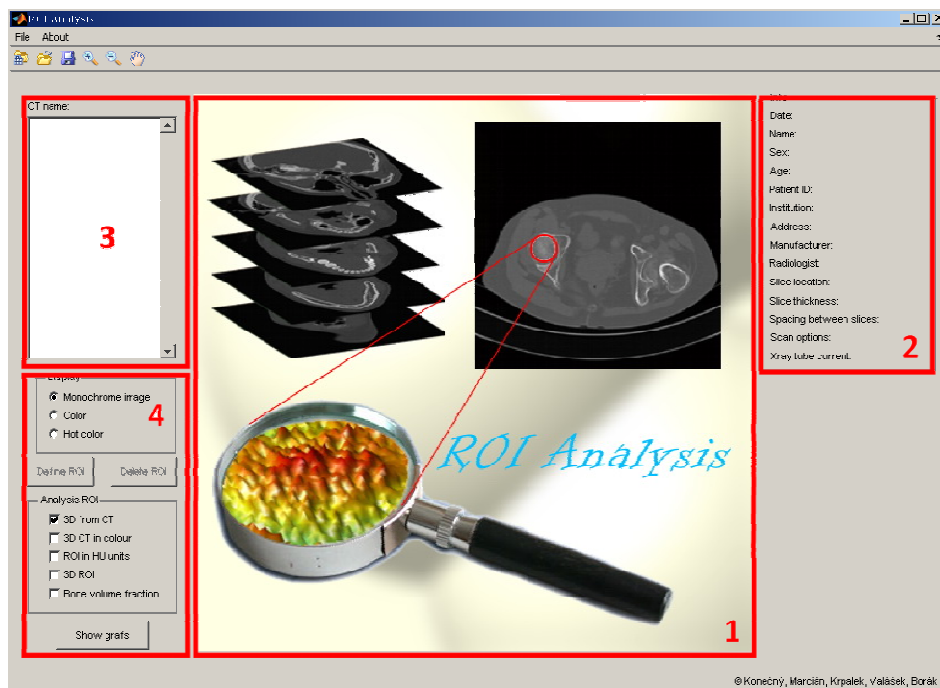 ROI Analysis
File About
CT name:
3
Display
Monochrome image
Color
Hot color
4
Define ROI Delete ROI
Analysis ROI
3D from CT
3D CT in colour
ROI in HU units
3D ROI
Bone volume fraction
Show grafs
ROI Analysis
1
Info
Date:
Name:
Sex:
Age:
Patient ID:
Institution:
Address:
Manufacturer:
Radiologist
Slice location:
Slice thickness:
Spacing between slices:
Scan options:
Xray tube current:
2
© Konečný, Marcián, Krpalek, Valášek, Borák